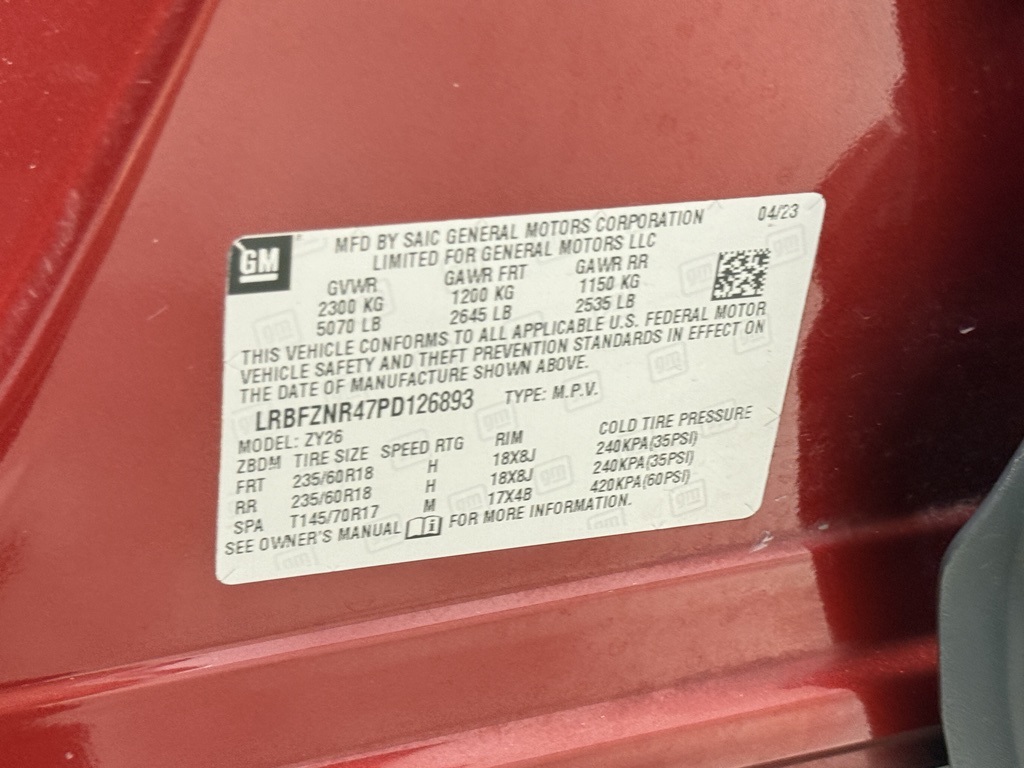 GM
MFD BY SAIC GENERAL MOTORS CORPORATION 04/23
LIMITED FOR GENERAL MOTORS LLC
GVWR GAWR FRT GAWR RR
2300 KG 1200 KG 1150 KG
5070 LB 2645 LB 2535 LB
THIS VEHICLE CONFORMS TO ALL APPLICABLE U.S. FEDERAL MOTOR
VEHICLE SAFETY AND THEFT PREVENTION STANDARDS IN EFFECT ON
THE DATE OF MANUFACTURE SHOWN ABOVE.
LRBFZNR47PD126893 TYPE: M.P.V.
MODEL: ZY26
ZBDM TIRE SIZE SPEED RTG RIM COLD TIRE PRESSURE
FRT 235/60R18 H 18X8J 240KPA(35PSI)
RR 235/60R18 H 18X8J 240KPA(35PSI)
SPA T145/70R17 M 17X4B 420KPA(60PSI)
SEE OWNER'S MANUAL FOR MORE INFORMATION.